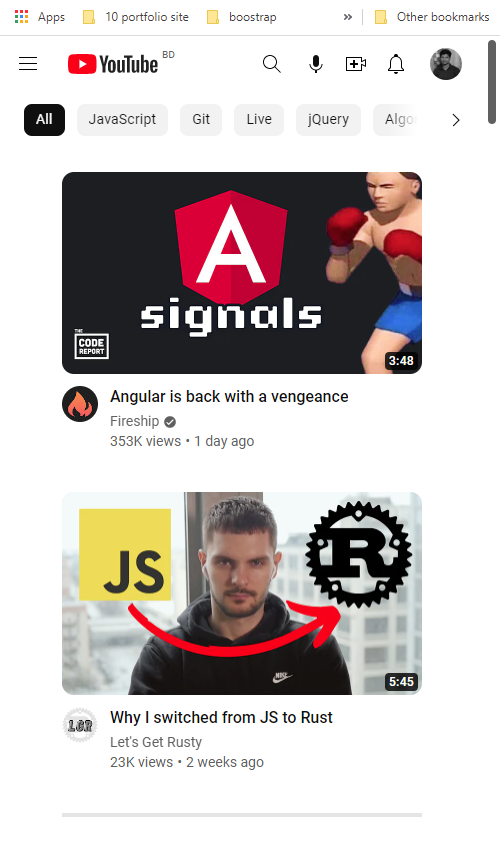 Apps 10 portfolio site boostrap » Other bookmarks
YouTube BD
All JavaScript Git Live jQuery Algo
A
signals
THE
CODE
REPORT
3:48
Angular is back with a vengeance
Fireship
353K views • 1 day ago
JS
R
NIKE
5:45
LGR
Why I switched from JS to Rust
Let's Get Rusty
23K views • 2 weeks ago